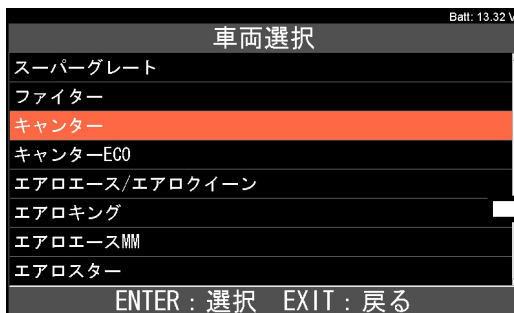 Batt: 13.32 V
車両選択
スーパーグレート
ファイター
キャンター
キャンターECO
エアロエース/エアロクイーン
エアロキング
エアロエースMM
エアロスター
ENTER：選択　EXIT：戻る